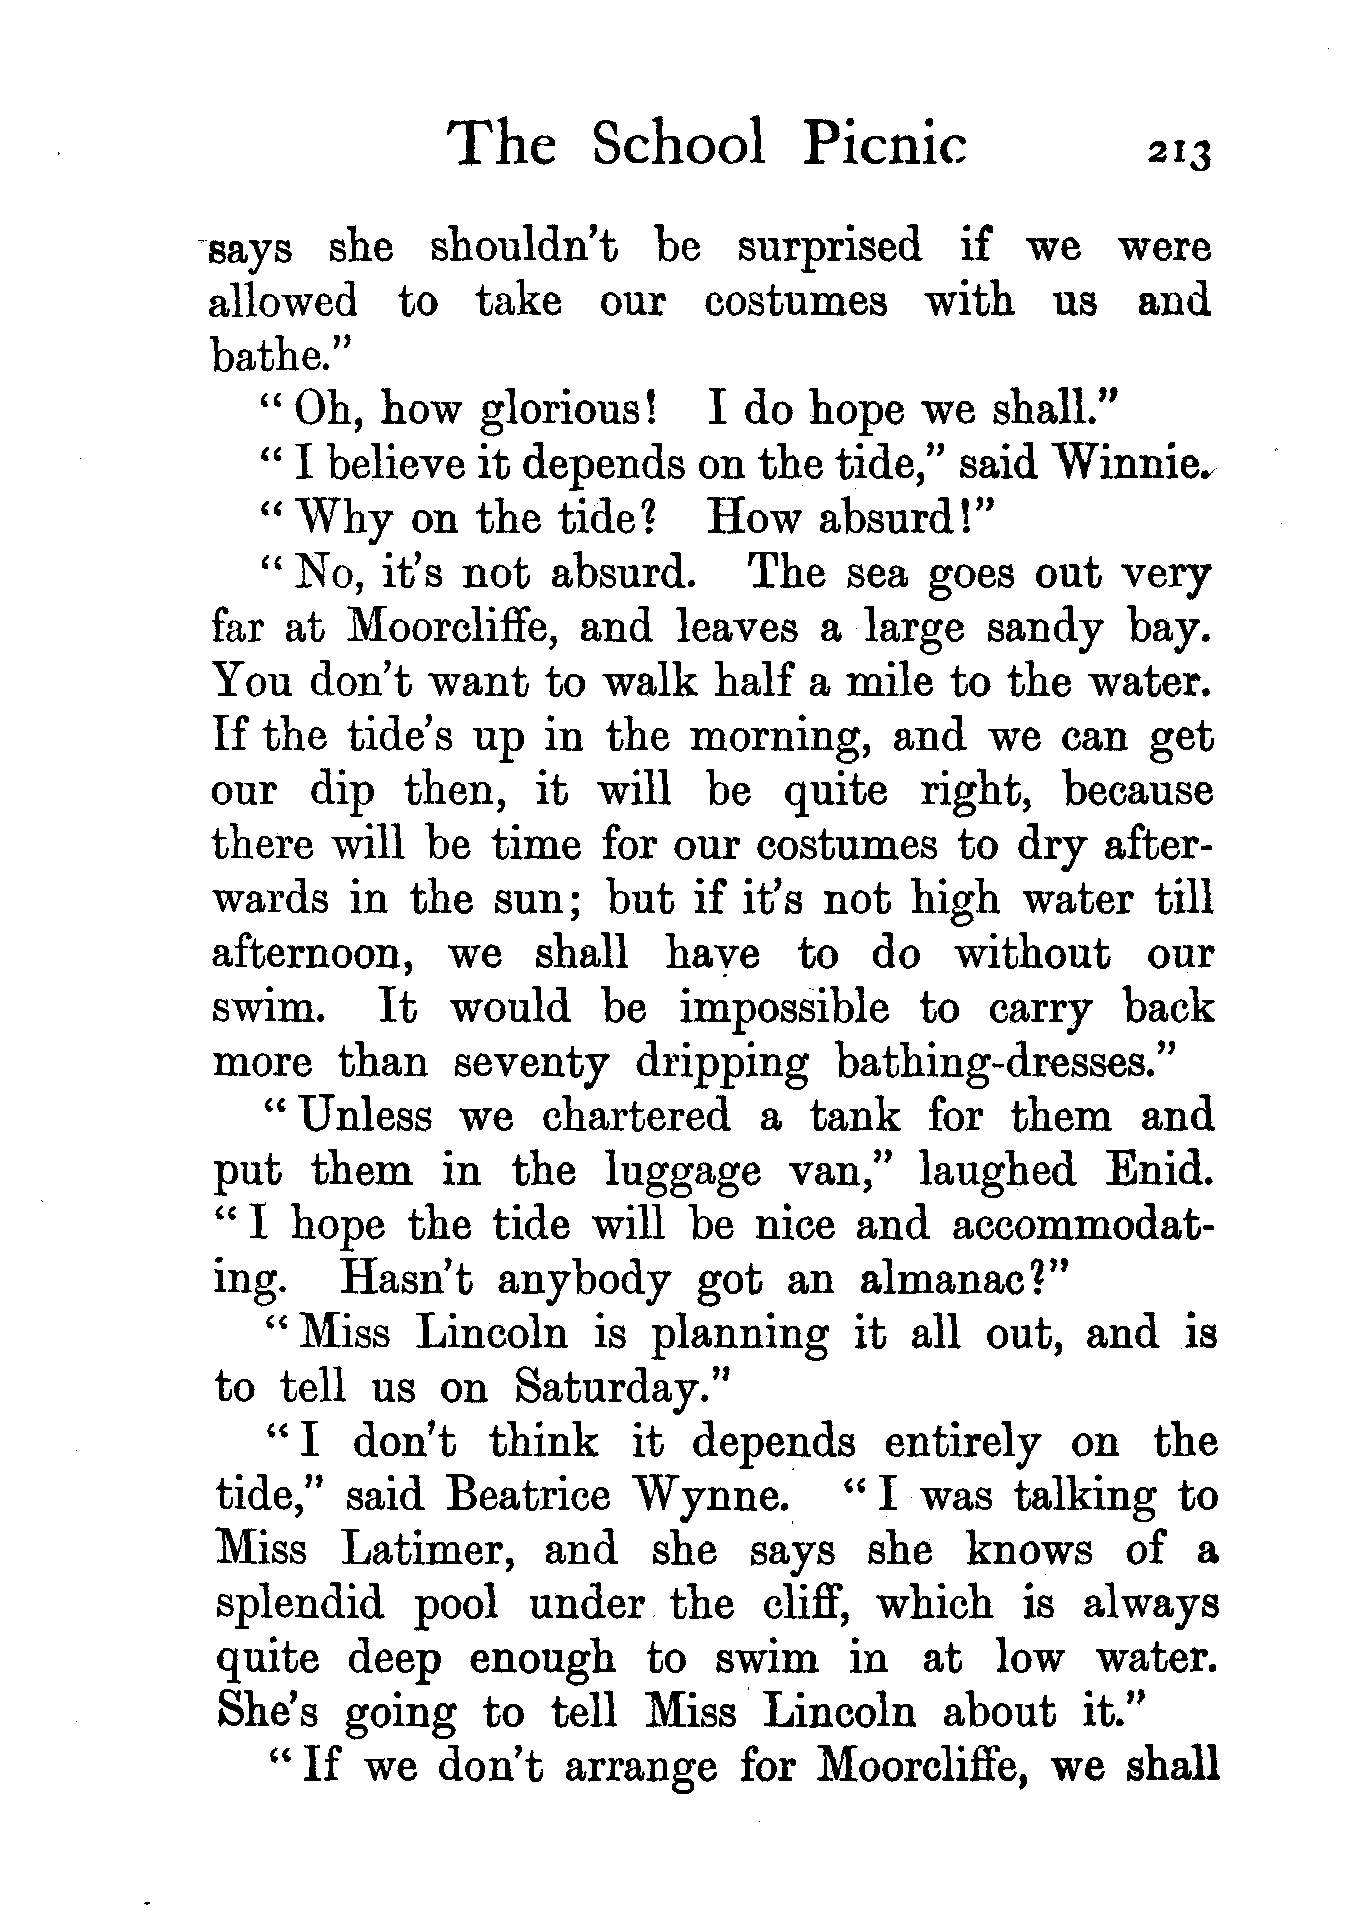 The School Picnic 213
says she shouldn't be surprised if we were
allowed to take our costumes with us and
bathe."
"Oh, how glorious! I do hope we shall."
"I believe it depends on the tide," said Winnie.
"Why on the tide? How absurd!"
"No, it's not absurd. The sea goes out very
far at Moorcliffe, and leaves a large sandy bay.
You don't want to walk half a mile to the water.
If the tide's up in the morning, and we can get
our dip then, it will be quite right, because
there will be time for our costumes to dry after-
wards in the sun; but if it's not high water till
afternoon, we shall have to do without our
swim. It would be impossible to carry back
more than seventy dripping bathing-dresses."
"Unless we chartered a tank for them and
put them in the luggage van," laughed Enid.
"I hope the tide will be nice and accommodat-
ing. Hasn't anybody got an almanac?"
"Miss Lincoln is planning it all out, and is
to tell us on Saturday."
"I don't think it depends entirely on the
tide," said Beatrice Wynne. "I was talking to
Miss Latimer, and she says she knows of a
splendid pool under the cliff, which is always
quite deep enough to swim in at low water.
She's going to tell Miss Lincoln about it."
"If we don't arrange for Moorcliffe, we shall